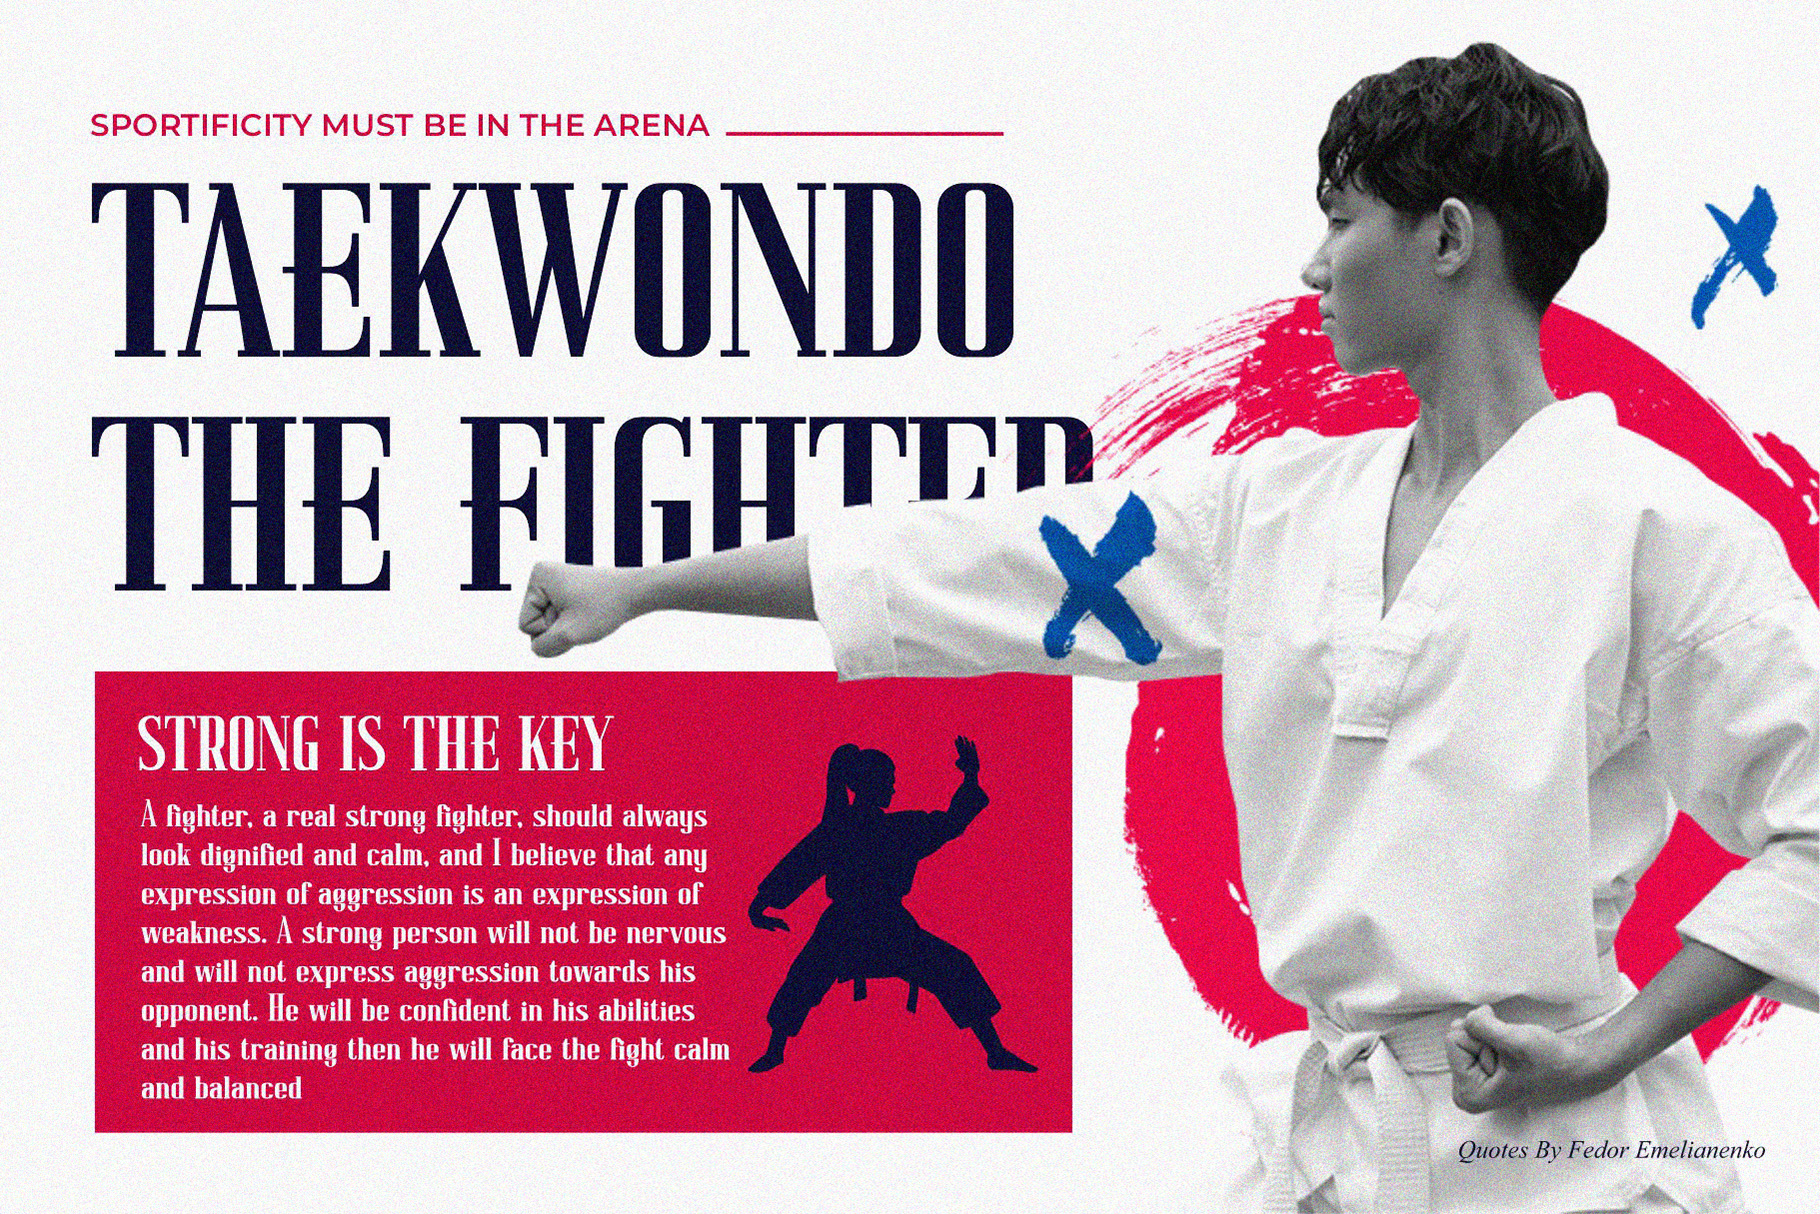 SPORTIFICITY MUST BE IN THE ARENA
TAEKWONDO
THE FIGHTER
STRONG IS THE KEY
A fighter, a real strong fighter, should always
look dignified and calm, and I believe that any
expression of aggression is an expression of
weakness. A strong person will not be nervous
and will not express aggression towards his
opponent. He will be confident in his abilities
and his training then he will face the fight calm
and balanced
Quotes By Fedor Emelianenko